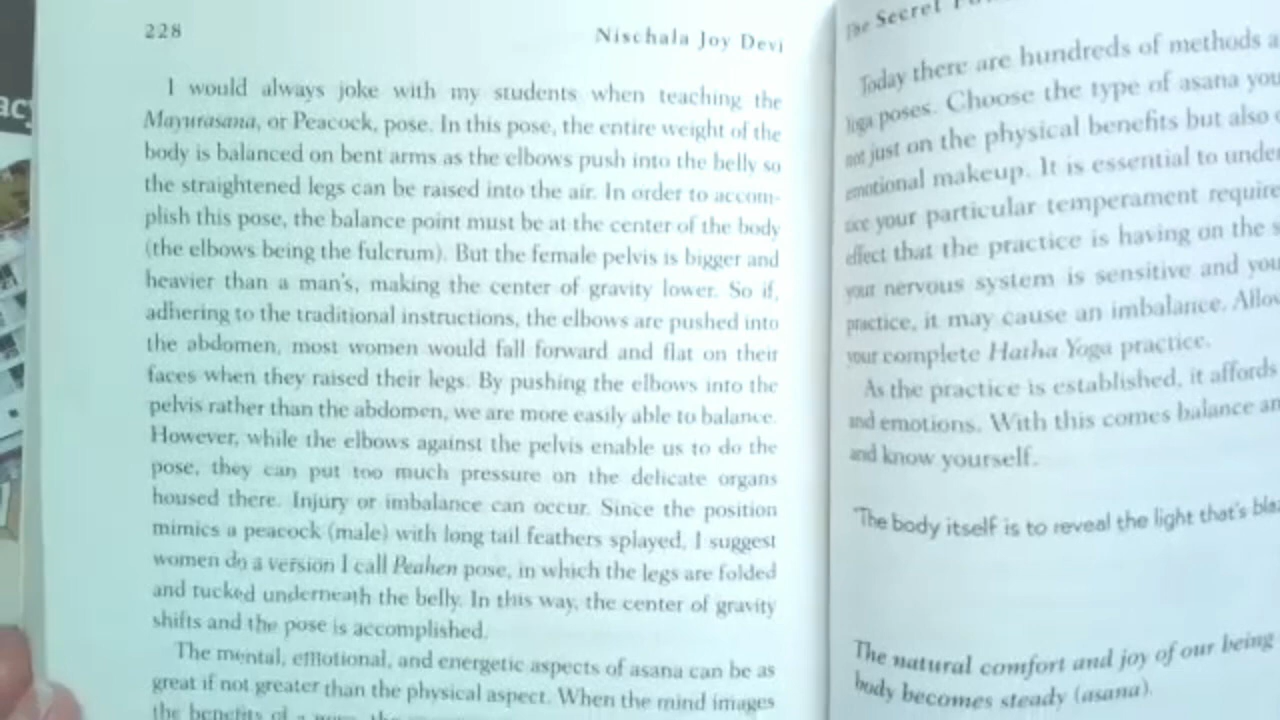 228
Nischala Joy Devi
I would always joke with my students when teaching the
Mayurasana, or Peacock, pose. In this pose, the entire weight of the
body is balanced on bent arms as the elbows push into the belly so
the straightened legs can be raised into the air. In order to accom-
plish this pose, the balance point must be at the center of the body
(the elbows being the fulcrum). But the female pelvis is bigger and
heavier than a man's, making the center of gravity lower. So if,
adhering to the traditional instructions, the elbows are pushed into
the abdomen, most women would fall forward and flat on their
faces when they raised their legs. By pushing the elbows into the
pelvis rather than the abdomen, we are more easily able to balance.
However, while the elbows against the pelvis enable us to do the
pose, they can put too much pressure on the delicate organs
housed there. Injury or imbalance can occur. Since the position
mimics a peacock (male) with long tail feathers splayed, I suggest
women do a version I call Peahen pose, in which the legs are folded
and tucked underneath the belly. In this way, the center of gravity
shifts and the pose is accomplished.
The mental, emotional, and energetic aspects of asana can be as
great if not greater than the physical aspect. When the mind images
the benefits of a
The Secret
Today there are hundreds of methods
poses. Choose the type of asana you
not just on the physical benefits but also
emotional makeup. It is essential to
your particular temperament
effect that the practice is having on the
your nervous system is sensitive and
practice, it may cause an imbalance.
your complete Hatha Yoga practice.
As the practice is established, it affords
and emotions. With this comes balance
and know yourself.
"The body itself is to reveal the light that's
The natural comfort and joy of our being
body becomes steady (asana).